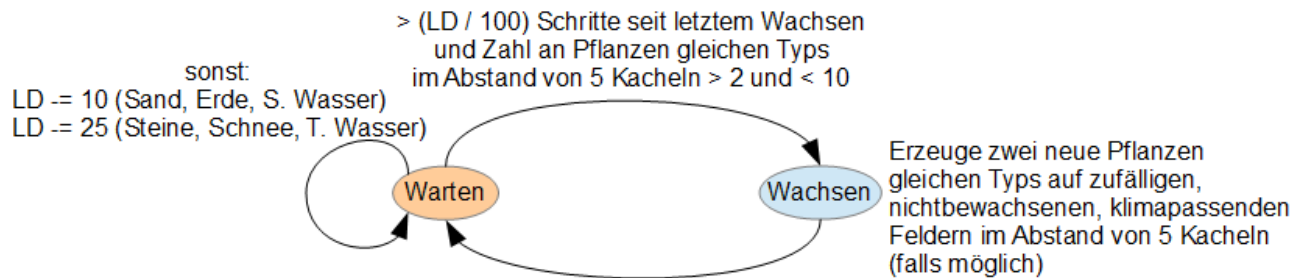 > (LD / 100) Schritte seit letztem Wachsen
und Zahl an Pflanzen gleichen Typs
im Abstand von 5 Kacheln > 2 und < 10
sonst:
LD -= 10 (Sand, Erde, S. Wasser)
LD -= 25 (Steine, Schnee, T. Wasser)
Warten
Wachsen
Erzeuge zwei neue Pflanzen
gleichen Typs auf zufälligen,
nichtbewachsenen, klimapassenden
Feldern im Abstand von 5 Kacheln
(falls möglich)